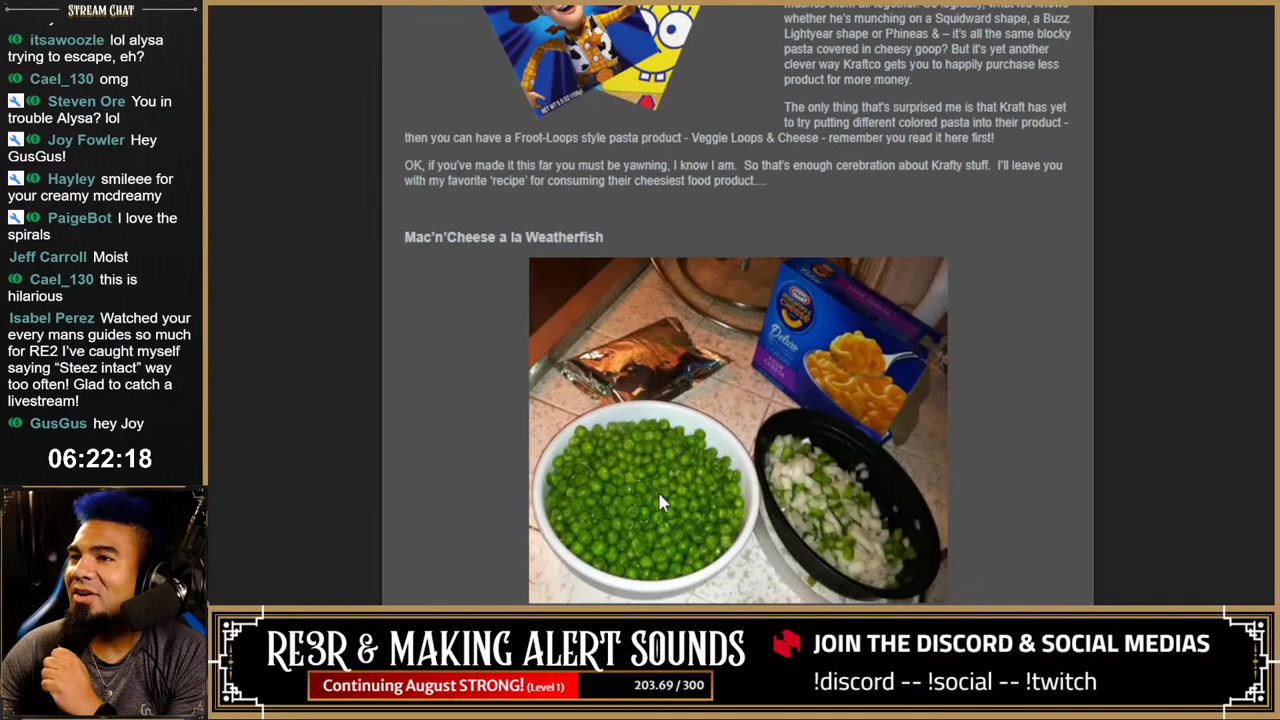 STREAM CHAT
itsawoozle lol alysa
trying to escape, eh?
Cael_130 omg
Steven Ore You in
trouble Alysa? lol
Joy Fowler Hey
GusGus!
Hayley smileee for
your creamy mcdreamy
PaigeBot I love the
spirals
Jeff Carroll Moist
Cael_130 this is
hilarious
Isabel Perez Watched your
every mans guides so much
for RE2 I've caught myself
saying “Steez intact” way
too often! Glad to catch a
livestream!
GusGus hey Joy
06:22:18
whether he's munching on a Squidward shape, a Buzz
Lightyear shape or Phineas & – it's all the same blocky
pasta covered in cheesy goop? But it's yet another
clever way Kraftco gets you to happily purchase less
product for more money.
The only thing that's surprised me is that Kraft has yet
to try putting different colored pasta into their product -
then you can have a Froot-Loops style pasta product - Veggie Loops & Cheese - remember you read it here first!
OK, if you've made it this far you must be yawning, I know I am. So that's enough cerebration about Krafty stuff. I'll leave you
with my favorite 'recipe' for consuming their cheesiest food product....
Mac'n'Cheese a la Weatherfish
KRAFT
MACARONI &
CHEESE
Deluxe
RE3R & MAKING ALERT SOUNDS
Continuing August STRONG! (Level 1) 203.69 / 300
JOIN THE DISCORD & SOCIAL MEDIAS
!discord -- !social -- !twitch